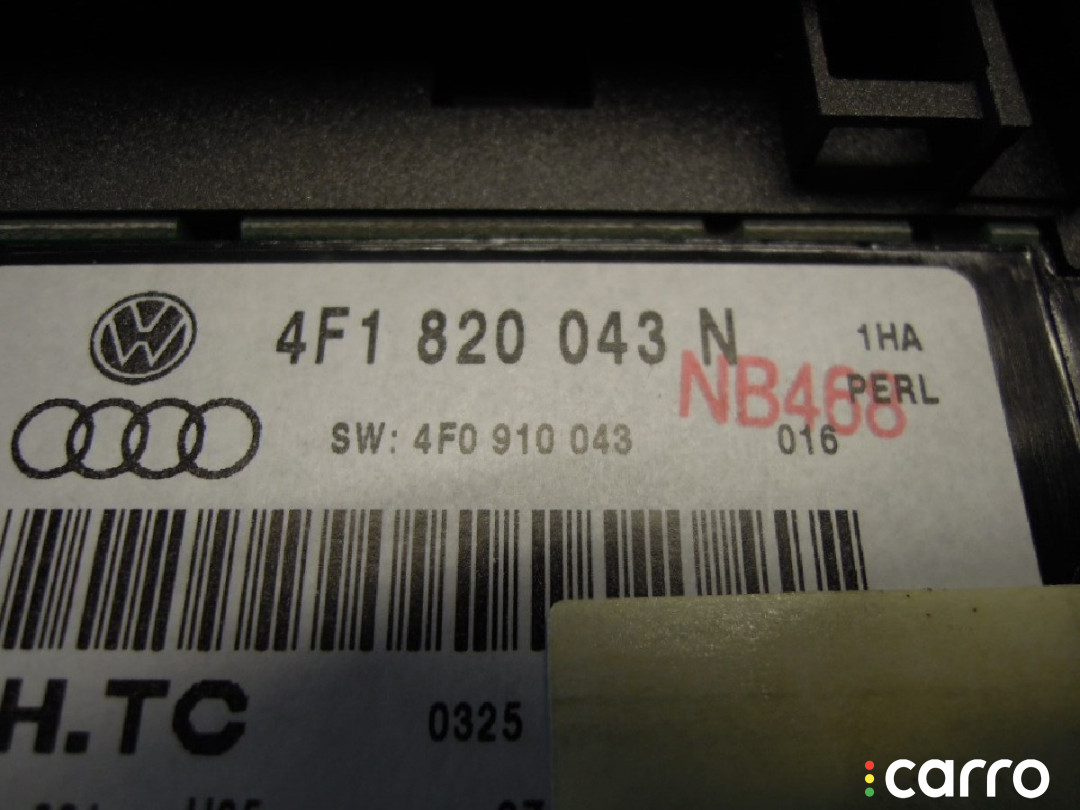 4F1 820 043 N 1HA
NB468
PERL
SW: 4F0 910 043 016
H.TC 0325
carro